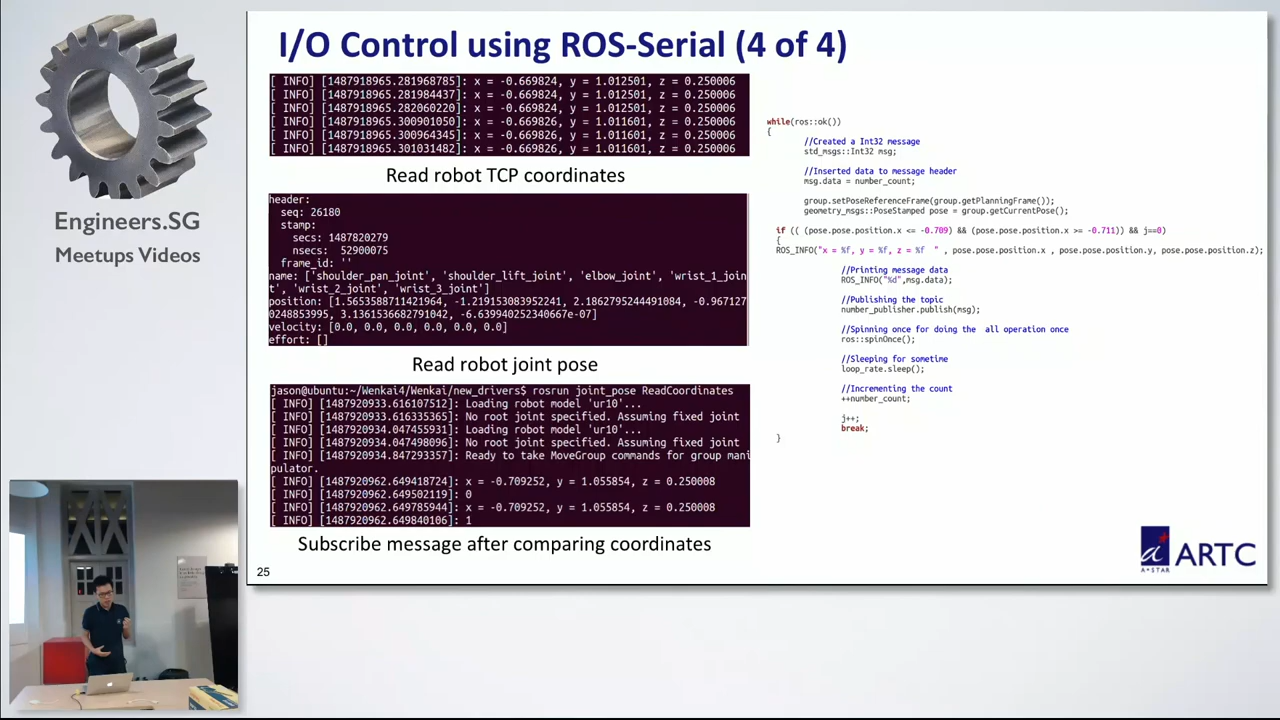 Engineers.SG
Meetups Videos
I/O Control using ROS-Serial (4 of 4)
[ INFO] [1487918965.281968785]: x = -0.669824, y = 1.012501, z = 0.250006
[ INFO] [1487918965.281984437]: x = -0.669824, y = 1.012501, z = 0.250006
[ INFO] [1487918965.282060220]: x = -0.669824, y = 1.012501, z = 0.250006
[ INFO] [1487918965.300901050]: x = -0.669826, y = 1.011601, z = 0.250006
[ INFO] [1487918965.300964345]: x = -0.669826, y = 1.011601, z = 0.250006
[ INFO] [1487918965.301031482]: x = -0.669826, y = 1.011601, z = 0.250006
Read robot TCP coordinates
header:
seq: 26180
stamp:
secs: 1487820279
nsecs: 52900075
frame_id: ''
name: ['shoulder_pan_joint', 'shoulder_lift_joint', 'elbow_joint', 'wrist_1_join
t', 'wrist_2_joint', 'wrist_3_joint']
position: [1.5653588711421964, -1.219153083952241, 2.1862795244491084, -0.967127
0248853995, 3.1361536682791042, -6.639940252340667e-07]
velocity: [0.0, 0.0, 0.0, 0.0, 0.0, 0.0]
effort: []
Read robot joint pose
jason@ubuntu:~/Wenkai4/Wenkai/new_drivers$ rosrun joint_pose ReadCoordinates
[ INFO] [1487920933.616107512]: Loading robot model 'ur10'...
[ INFO] [1487920933.616335365]: No root joint specified. Assuming fixed joint
[ INFO] [1487920934.047455931]: Loading robot model 'ur10'...
[ INFO] [1487920934.047498096]: No root joint specified. Assuming fixed joint
[ INFO] [1487920934.847293357]: Ready to take MoveGroup commands for group mani
pulator.
[ INFO] [1487920962.649418724]: x = -0.709252, y = 1.055854, z = 0.250008
[ INFO] [1487920962.649502119]: 0
[ INFO] [1487920962.649785944]: x = -0.709252, y = 1.055854, z = 0.250008
[ INFO] [1487920962.649840106]: 1
Subscribe message after comparing coordinates
25
while(ros::ok())
{
//Created a Int32 message
std_msgs::Int32 msg;
//Inserted data to message header
msg.data = number_count;
group.setPoseReferenceFrame(group.getPlanningFrame());
geometry_msgs::PoseStamped pose = group.getCurrentPose();
if (( (pose.pose.position.x <= -0.709) && (pose.pose.position.x >= -0.711)) && j==0)
{
ROS_INFO("x = %f, y = %f, z = %f " , pose.pose.position.x , pose.pose.position.y, pose.pose.position.z);
//Printing message data
ROS_INFO("%d",msg.data);
//Publishing the topic
number_publisher.publish(msg);
//Spinning once for doing the all operation once
ros::spinOnce();
//Sleeping for sometime
loop_rate.sleep();
//Incrementing the count
++number_count;
j++;
break;
}
A*STAR
ARTC